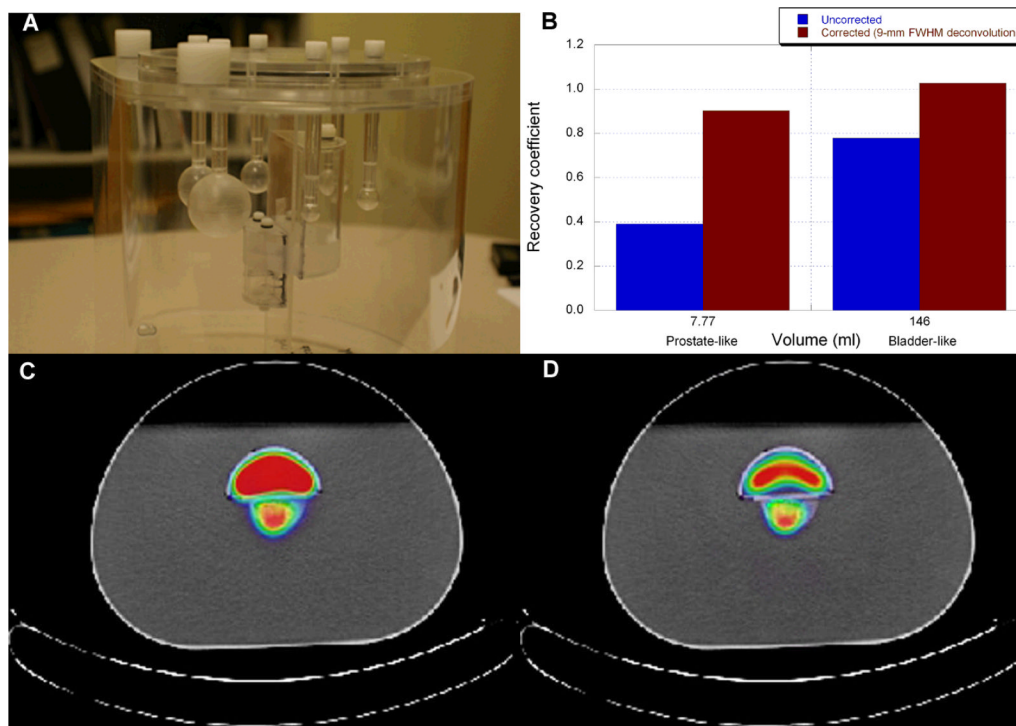 A
B
Uncorrected
Corrected (9-mm FWHM deconvolution)
1.2
1.0
0.8
0.6
0.4
0.2
0.0
Recovery coefficient
7.77
146
Prostate-like
Volume (ml)
Bladder-like
C
D